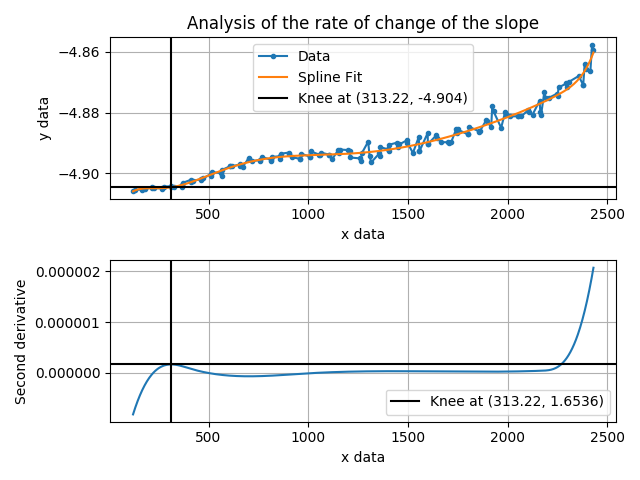 Analysis of the rate of change of the slope
−4.86
−4.88
−4.90
y data
Data
Spline Fit
Knee at (313.22, -4.904)
500
1000
1500
2000
2500
x data
0.000002
0.000001
0.000000
Second derivative
Knee at (313.22, 1.6536)
500
1000
1500
2000
2500
x data